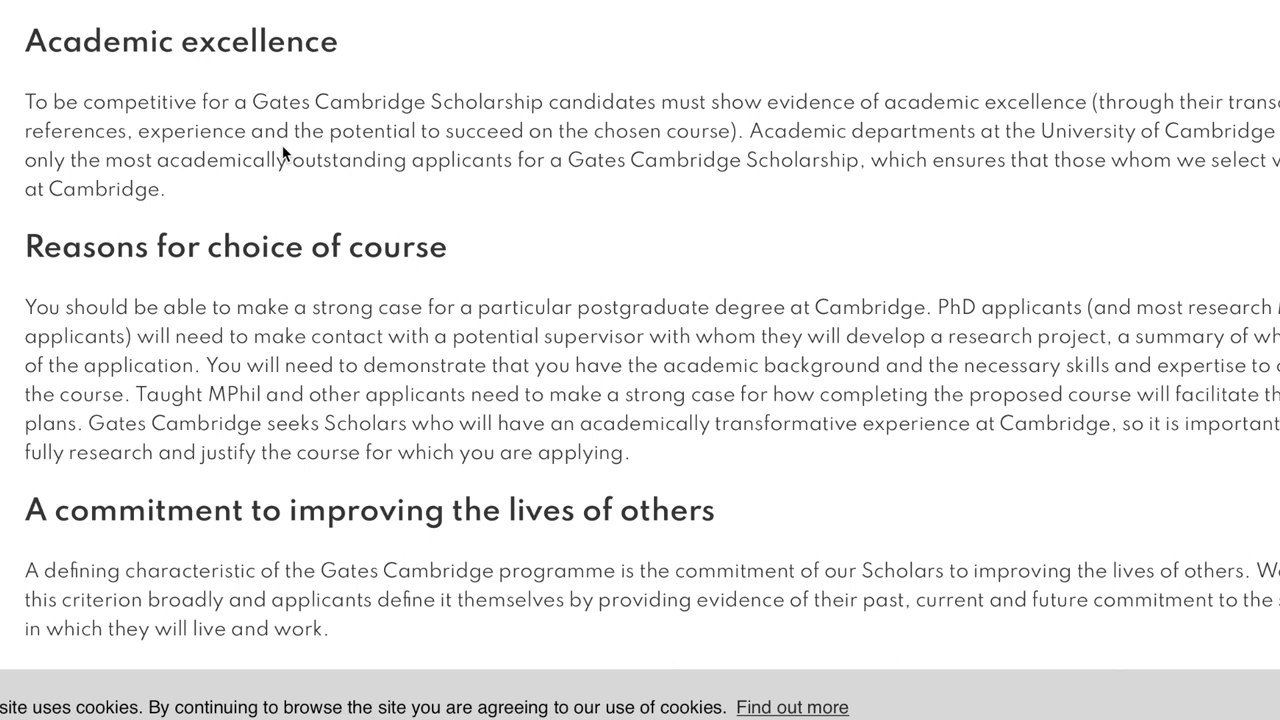 Academic excellence
To be competitive for a Gates Cambridge Scholarship candidates must show evidence of academic excellence (through their
references, experience and the potential to succeed on the chosen course). Academic departments at the University of Cambridge
only the most academically outstanding applicants for a Gates Cambridge Scholarship, which ensures that those whom we select
at Cambridge.
Reasons for choice of course
You should be able to make a strong case for a particular postgraduate degree at Cambridge. PhD applicants (and most research
applicants) will need to make contact with a potential supervisor with whom they will develop a research project, a summary of
of the application. You will need to demonstrate that you have the academic background and the necessary skills and expertise to
the course. Taught MPhil and other applicants need to make a strong case for how completing the proposed course will facilitate
plans. Gates Cambridge seeks Scholars who will have an academically transformative experience at Cambridge, so it is important
fully research and justify the course for which you are applying.
A commitment to improving the lives of others
A defining characteristic of the Gates Cambridge programme is the commitment of our Scholars to improving the lives of others.
this criterion broadly and applicants define it themselves by providing evidence of their past, current and future commitment to the
in which they will live and work.
site uses cookies. By continuing to browse the site you are agreeing to our use of cookies. Find out more